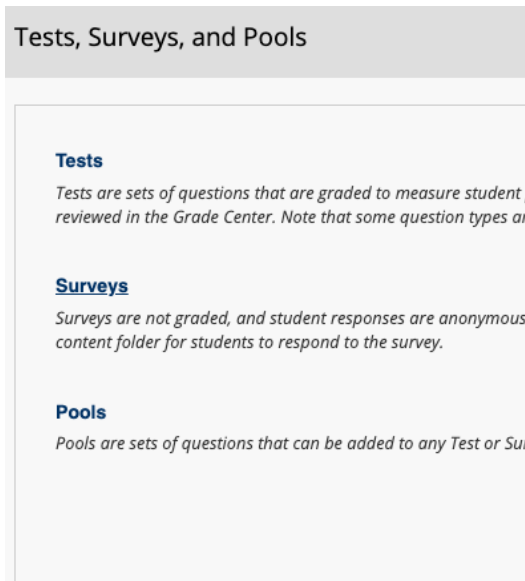 Tests, Surveys, and Pools
Tests
Tests are sets of questions that are graded to measure student
reviewed in the Grade Center. Note that some question types
Surveys
Surveys are not graded, and student responses are anonymous
content folder for students to respond to the survey.
Pools
Pools are sets of questions that can be added to any Test or